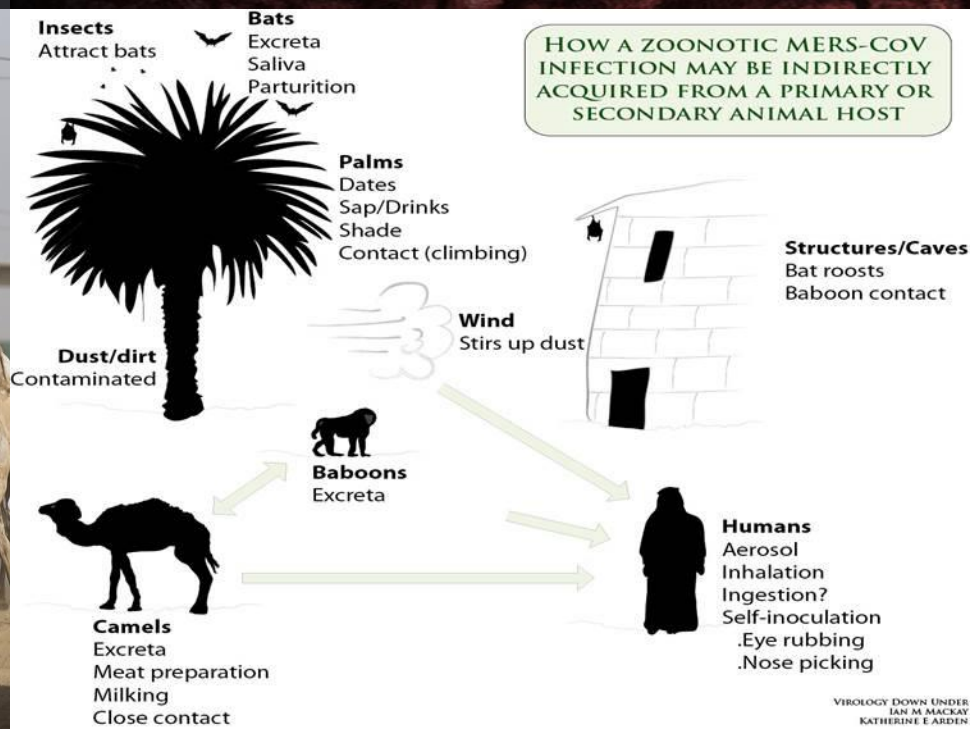 Insects
Attract bats
Bats
Excreta
Saliva
Parturition
HOW A ZOONOTIC MERS-COV
INFECTION MAY BE INDIRECTLY
ACQUIRED FROM A PRIMARY OR
SECONDARY ANIMAL HOST
Palms
Dates
Sap/Drinks
Shade
Contact (climbing)
Structures/Caves
Bat roosts
Baboon contact
Wind
Stirs up dust
Dust/dirt
Contaminated
Baboons
Excreta
Camels
Excreta
Meat preparation
Milking
Close contact
Humans
Aerosol
Inhalation
Ingestion?
Self-inoculation
.Eye rubbing
.Nose picking
VIROLOGY DOWN UNDER
IAN M MACKAY
KATHERINE E ARDEN